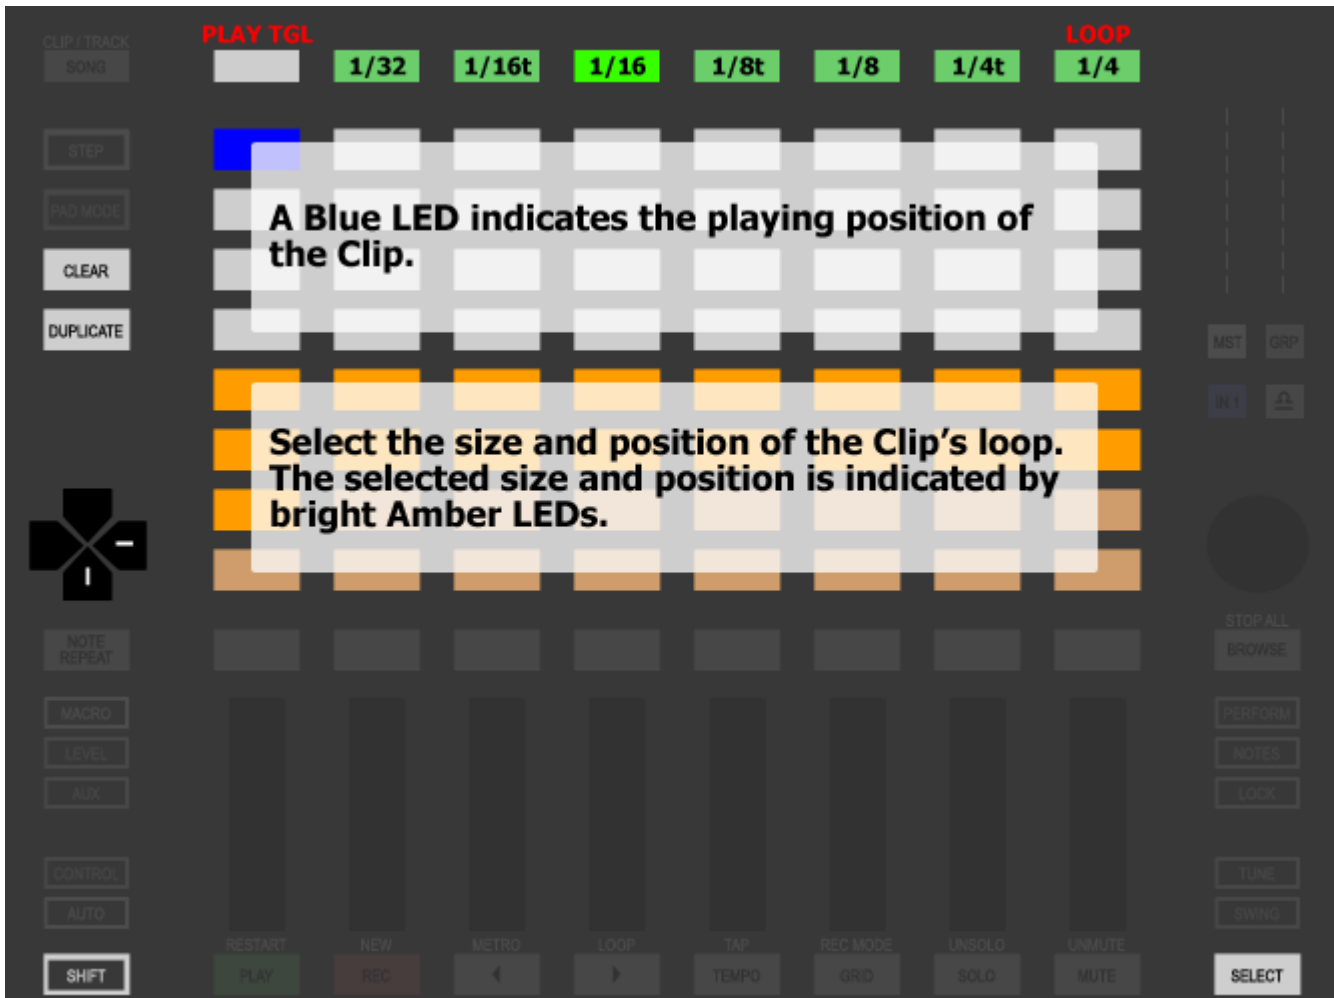 CLIP / TRACK
SONG
PLAY TGL
LOOP
1/32
1/16t
1/16
1/8t
1/8
1/4t
1/4
STEP
PAD MODE
CLEAR
DUPLICATE
A Blue LED indicates the playing position of
the Clip.
MST
GRP
IN 1
Select the size and position of the Clip’s loop.
The selected size and position is indicated by
bright Amber LEDs.
NOTE
REPEAT
STOP ALL
BROWSE
MACRO
LEVEL
AUX
PERFORM
NOTES
LOCK
CONTROL
AUTO
TUNE
SWING
RESTART
NEW
METRO
LOOP
TAP
REC MODE
UNSOLO
UNMUTE
SHIFT
PLAY
REC
TEMPO
GRID
SOLO
MUTE
SELECT